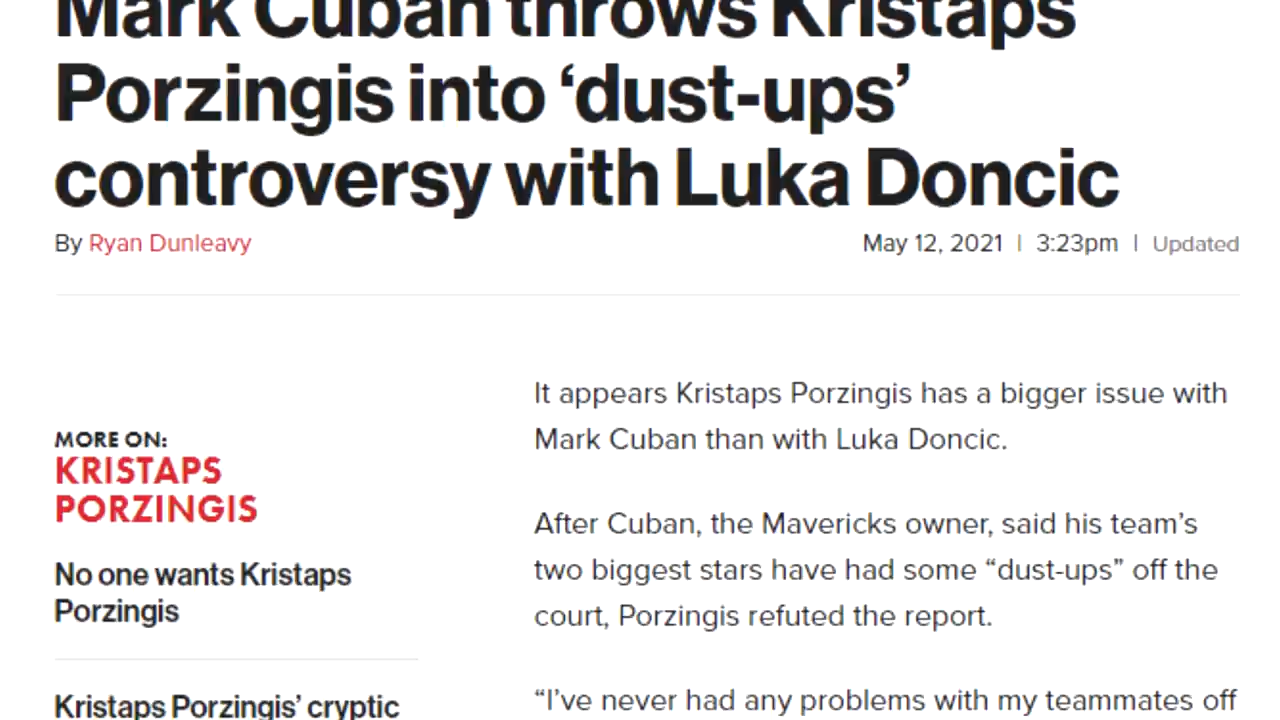 Mark Cuban throws Kristaps
Porzingis into ‘dust-ups’
controversy with Luka Doncic
By Ryan Dunleavy
May 12, 2021 | 3:23pm | Updated
MORE ON:
KRISTAPS
PORZINGIS
No one wants Kristaps
Porzingis
Kristaps Porzingis’ cryptic
It appears Kristaps Porzingis has a bigger issue with
Mark Cuban than with Luka Doncic.
After Cuban, the Mavericks owner, said his team’s
two biggest stars have had some “dust-ups” off the
court, Porzingis refuted the report.
“I’ve never had any problems with my teammates off